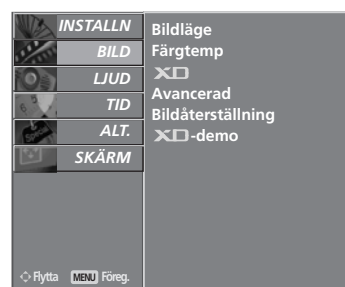 INSTALLN
BILD
LJUD
TID
ALT.
SKÄRM
Bildläge
Färgtemp
XD
Avancerad
Bildåterställning
XD-demo
Flytta MENU Föreg.